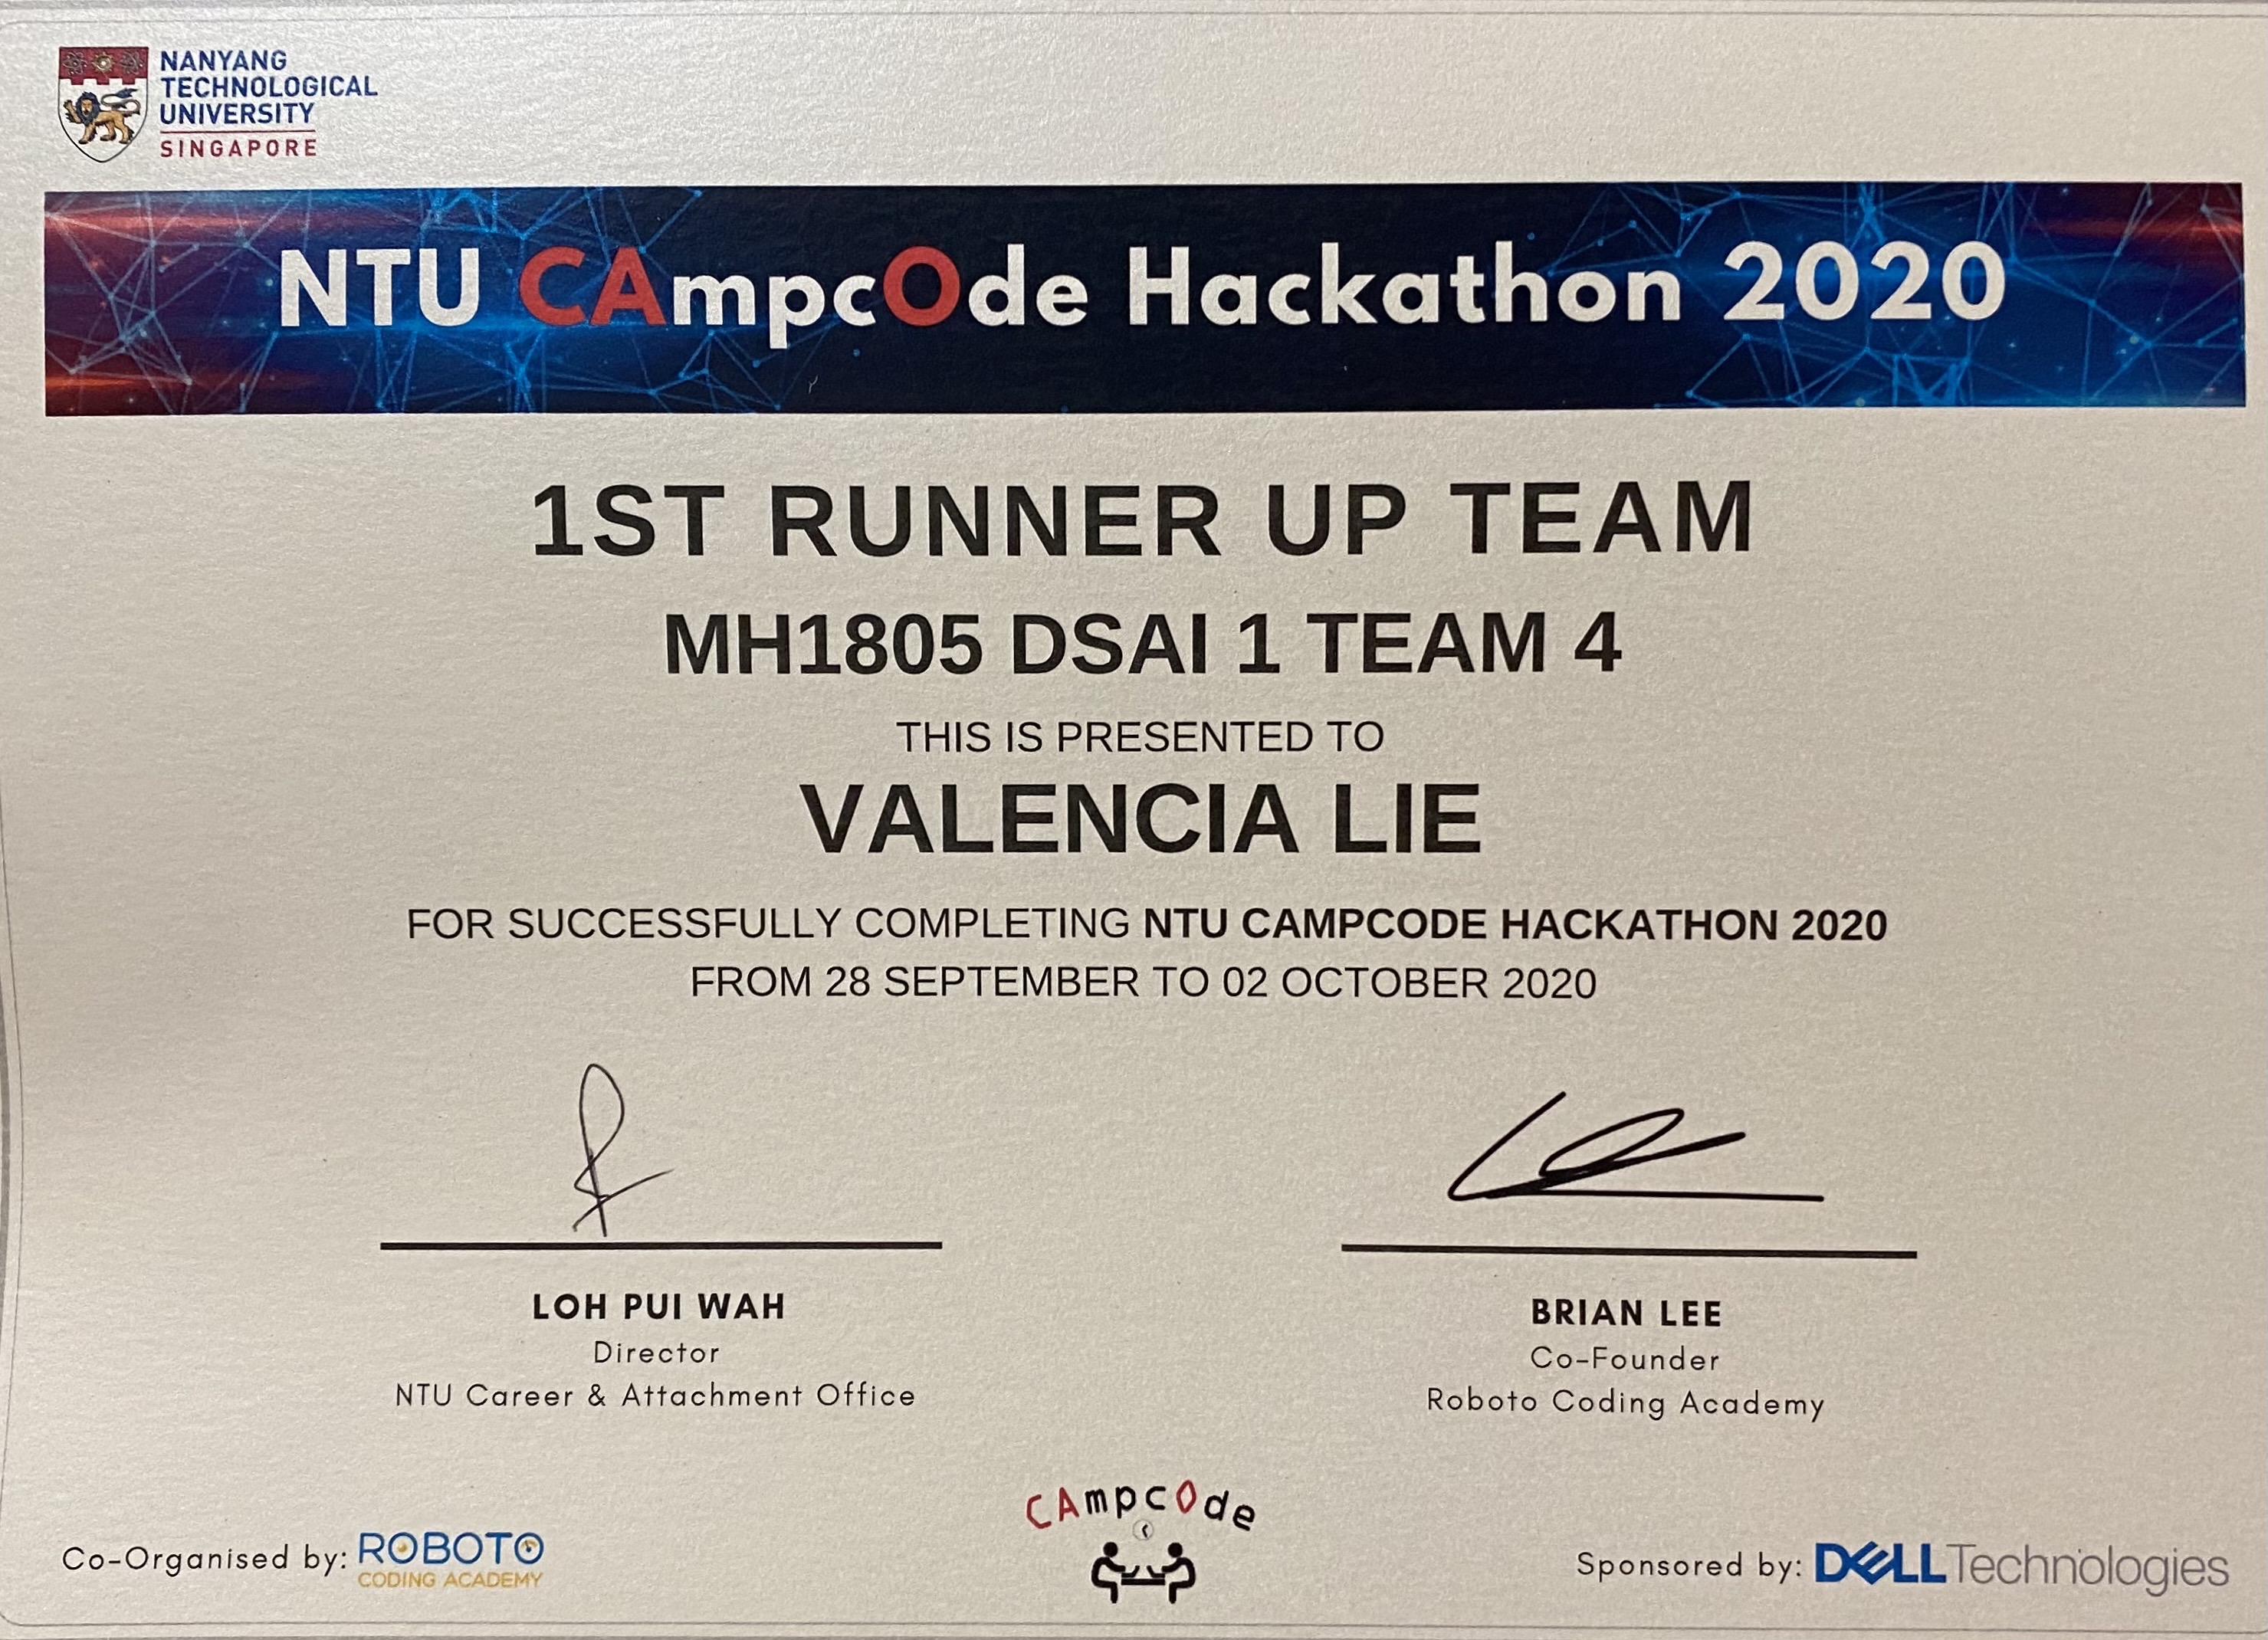 NANYANG
TECHNOLOGICAL
UNIVERSITY
SINGAPORE
NTU CAmpcOde Hackathon 2020
1ST RUNNER UP TEAM
MH1805 DSAI 1 TEAM 4
THIS IS PRESENTED TO
VALENCIA LIE
FOR SUCCESSFULLY COMPLETING NTU CAMPCODE HACKATHON 2020
FROM 28 SEPTEMBER TO 02 OCTOBER 2020
LOH PUI WAH
Director
NTU Career & Attachment Office
BRIAN LEE
Co-Founder
Roboto Coding Academy
Co-Organised by: ROBOTO
CODING ACADEMY
CAmpcOde
Sponsored by: DELL Technologies